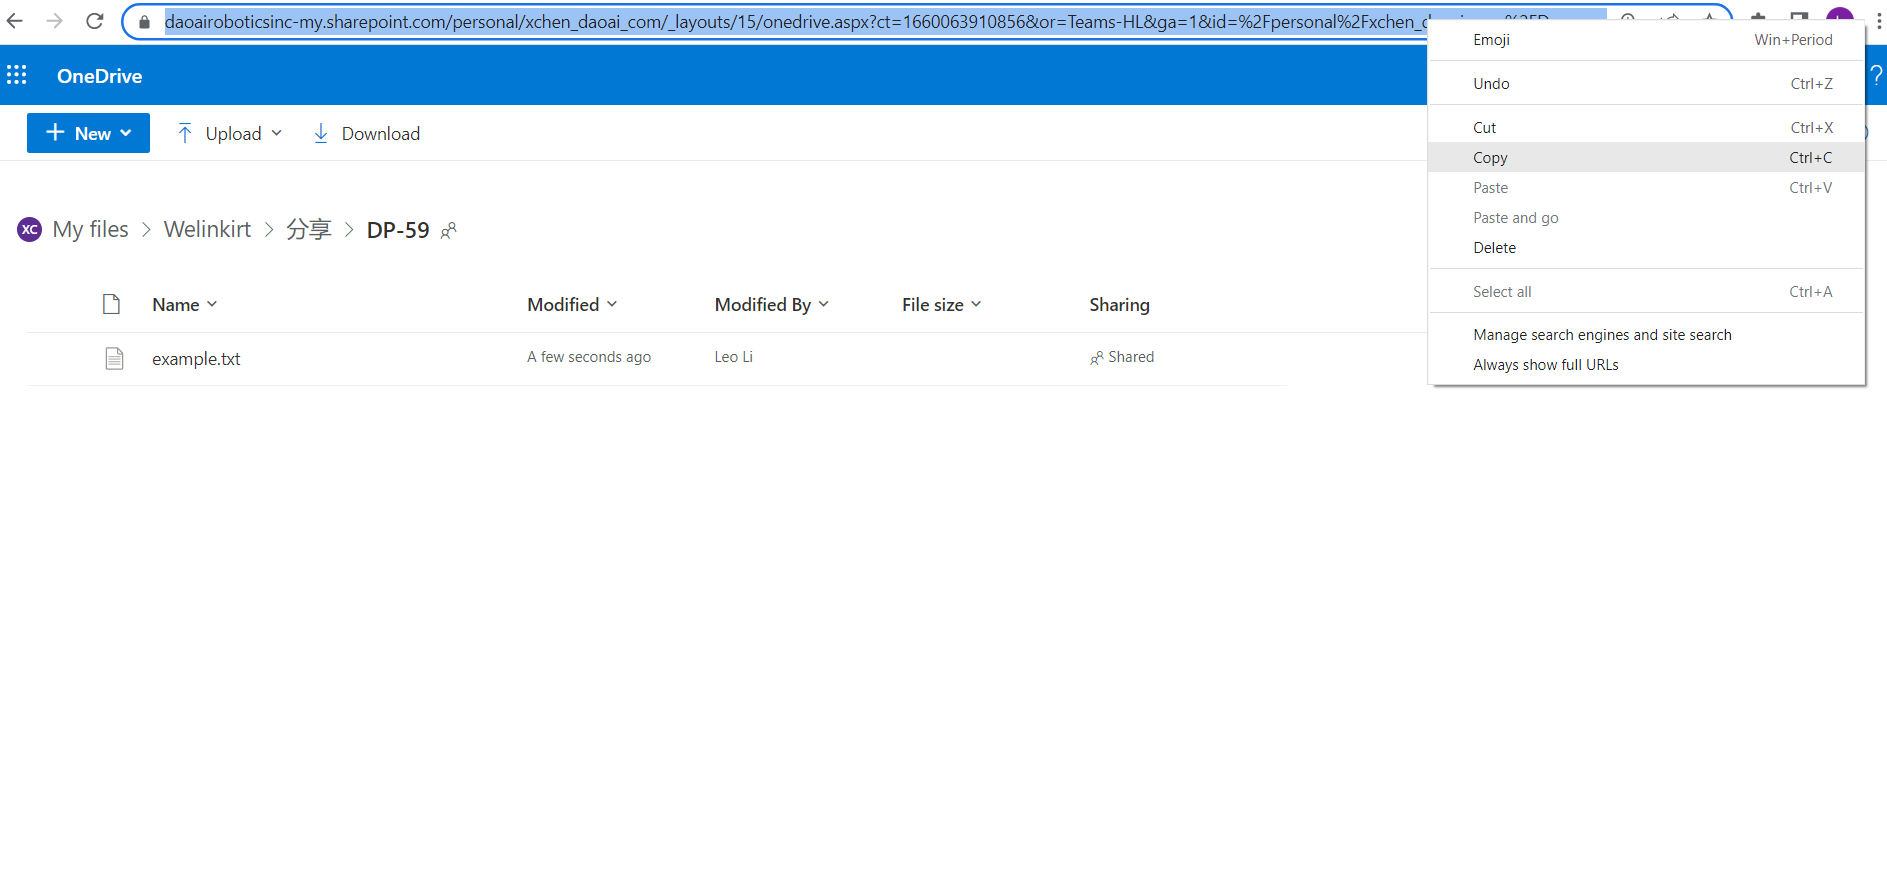 daoairoboticsinc-my.sharepoint.com/personal/xchen_daoai_com/_layouts/15/onedrive.aspx?ct=1660063910856&or=Teams-HL&ga=1&id=%2Fpersonal%2Fxchen_d
Emoji Win+Period
OneDrive
?
Undo Ctrl+Z
New
Upload
Download
Cut Ctrl+X
Copy Ctrl+C
Paste Ctrl+V
Paste and go
Delete
XC My files > Welinkirt > 分享 > DP-59
Select all Ctrl+A
Name Modified Modified By File size Sharing
Manage search engines and site search
example.txt A few seconds ago Leo Li Shared
Always show full URLs